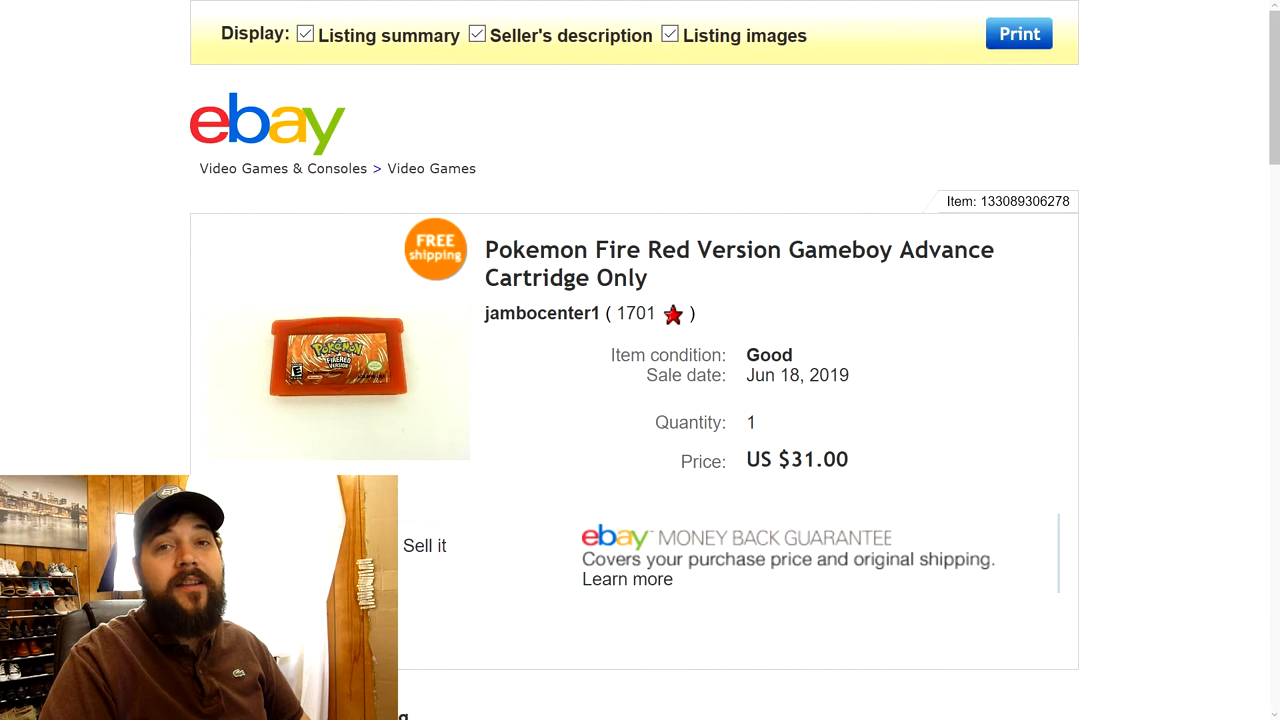 Display: Listing summary Seller's description Listing images Print
ebay
Video Games & Consoles > Video Games
Item: 133089306278
FREE
shipping
Pokemon Fire Red Version Gameboy Advance
Cartridge Only
jambocenter1 ( 1701 )
POKéMON
FIRERED
VERSION
E
Item condition: Good
Sale date: Jun 18, 2019
Quantity: 1
Price: US $31.00
Sell it
ebay MONEY BACK GUARANTEE
Covers your purchase price and original shipping.
Learn more